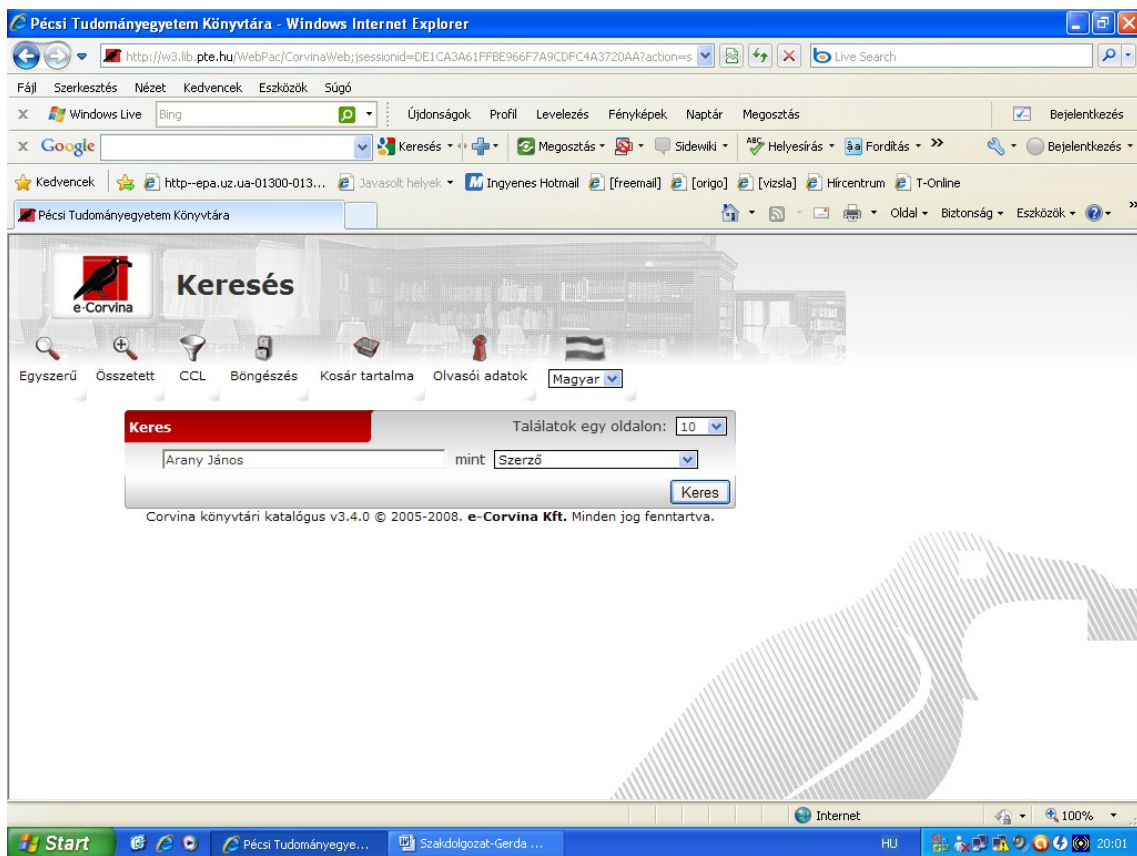 Pécsi Tudományegyetem Könyvtára - Windows Internet Explorer
http://w3.lib.pte.hu/WebPac/CorvinaWeb;jsessionid=DE1CA3A61FFBE966F7A9CDFC4A3720AA?action=s
Live Search
Fájl Szerkesztés Nézet Kedvencek Eszközök Súgó
x Windows Live Bing Újdonságok Profil Levelezés Fényképek Naptár Megosztás Bejelentkezés
x Google Keresés Megosztás Sidewiki ABC Helyesírás Fordítás >> Bejelentkezés
Kedvencek http--epa.uz.ua-01300-013... Javasolt helyek Ingyenes Hotmail [freemail] [origo] [vizsla] Hírcentrum T-Online
Pécsi Tudományegyetem Könyvtára Oldal Biztonság Eszközök >>
e-Corvina
Keresés
Egyszerű Összetett CCL Böngészés Kosár tartalma Olvasói adatok Magyar
Keres Találatok egy oldalon: 10
Arany János mint Szerző
Keres
Corvina könyvtári katalógus v3.4.0 © 2005-2008. e-Corvina Kft. Minden jog fenntartva.
Internet 100%
Start Pécsi Tudományegye... Szakdolgozat-Gerda ... HU 20:01